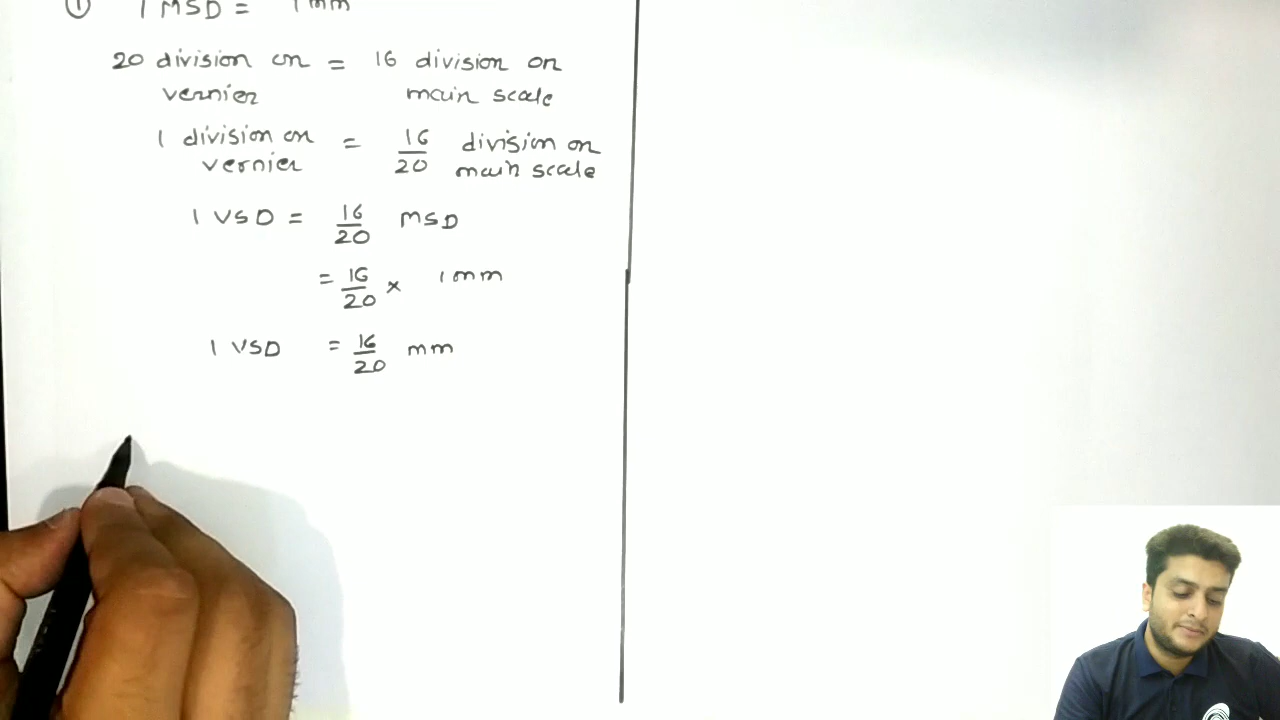 ① 1 MSD = 1 mm
20 division on = 16 division on
vernier main scale
1 division on = 16/20 division on
vernier main scale
1 VSD = 16/20 MSD
= 16/20 × 1 mm
1 VSD = 16/20 mm